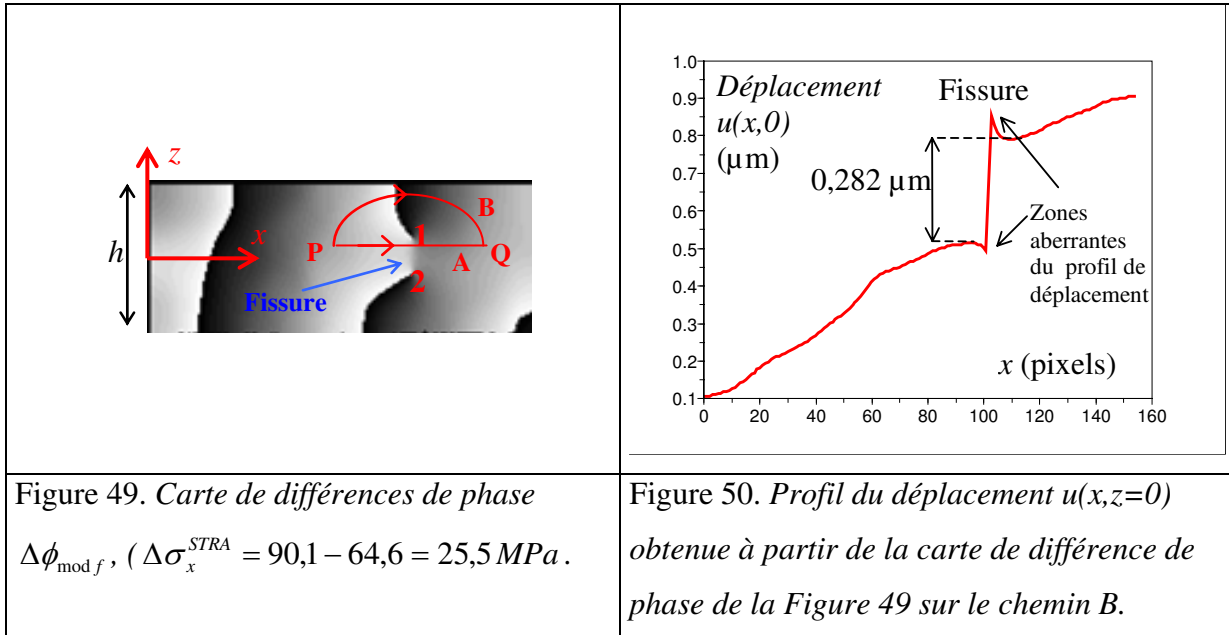 z
h
x
P
1
B
A
Q
2
Fissure
Déplacement
u(x,0)
(µm)
Fissure
0,282 µm
Zones
aberrantes
du profil de
déplacement
x (pixels)
1.0
0.9
0.8
0.7
0.6
0.5
0.4
0.3
0.2
0.1
0 20 40 60 80 100 120 140 160
Figure 49. Carte de différences de phase
Δϕmod f , ( Δσx^STRA = 90,1 − 64,6 = 25,5 MPa .
Figure 50. Profil du déplacement u(x,z=0)
obtenue à partir de la carte de différence de
phase de la Figure 49 sur le chemin B.